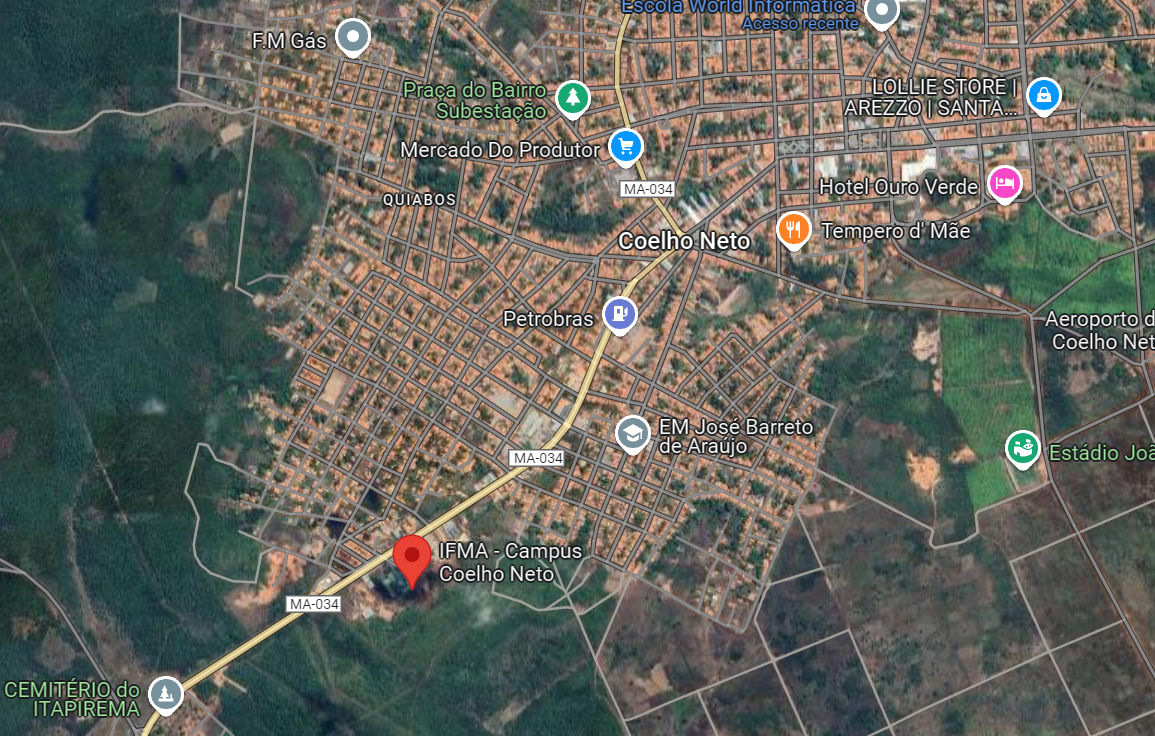 Escola World Informática
Acesso recente
F.M Gás
Praça do Bairro
Subestação
LOLLIE STORE |
AREZZO | SANTA...
Mercado Do Produtor
MA-034
Hotel Ouro Verde
QUIABOS
Coelho Neto
Tempero d' Mãe
Petrobras
Aeroporto d
Coelho Net
EM José Barreto
de Araújo
MA-034
Estádio Joã
IFMA - Campus
Coelho Neto
MA-034
CEMITÉRIO do
ITAPIREMA